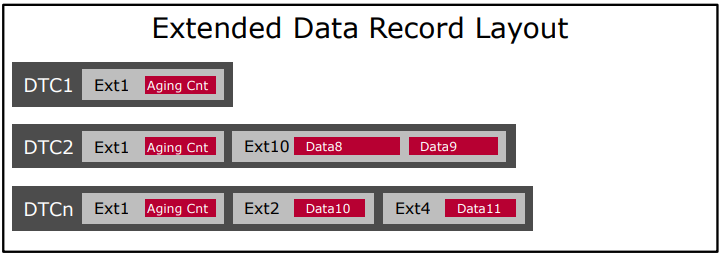 Extended Data Record Layout
DTC1 Ext1 Aging Cnt
DTC2 Ext1 Aging Cnt Ext10 Data8 Data9
DTCn Ext1 Aging Cnt Ext2 Data10 Ext4 Data11